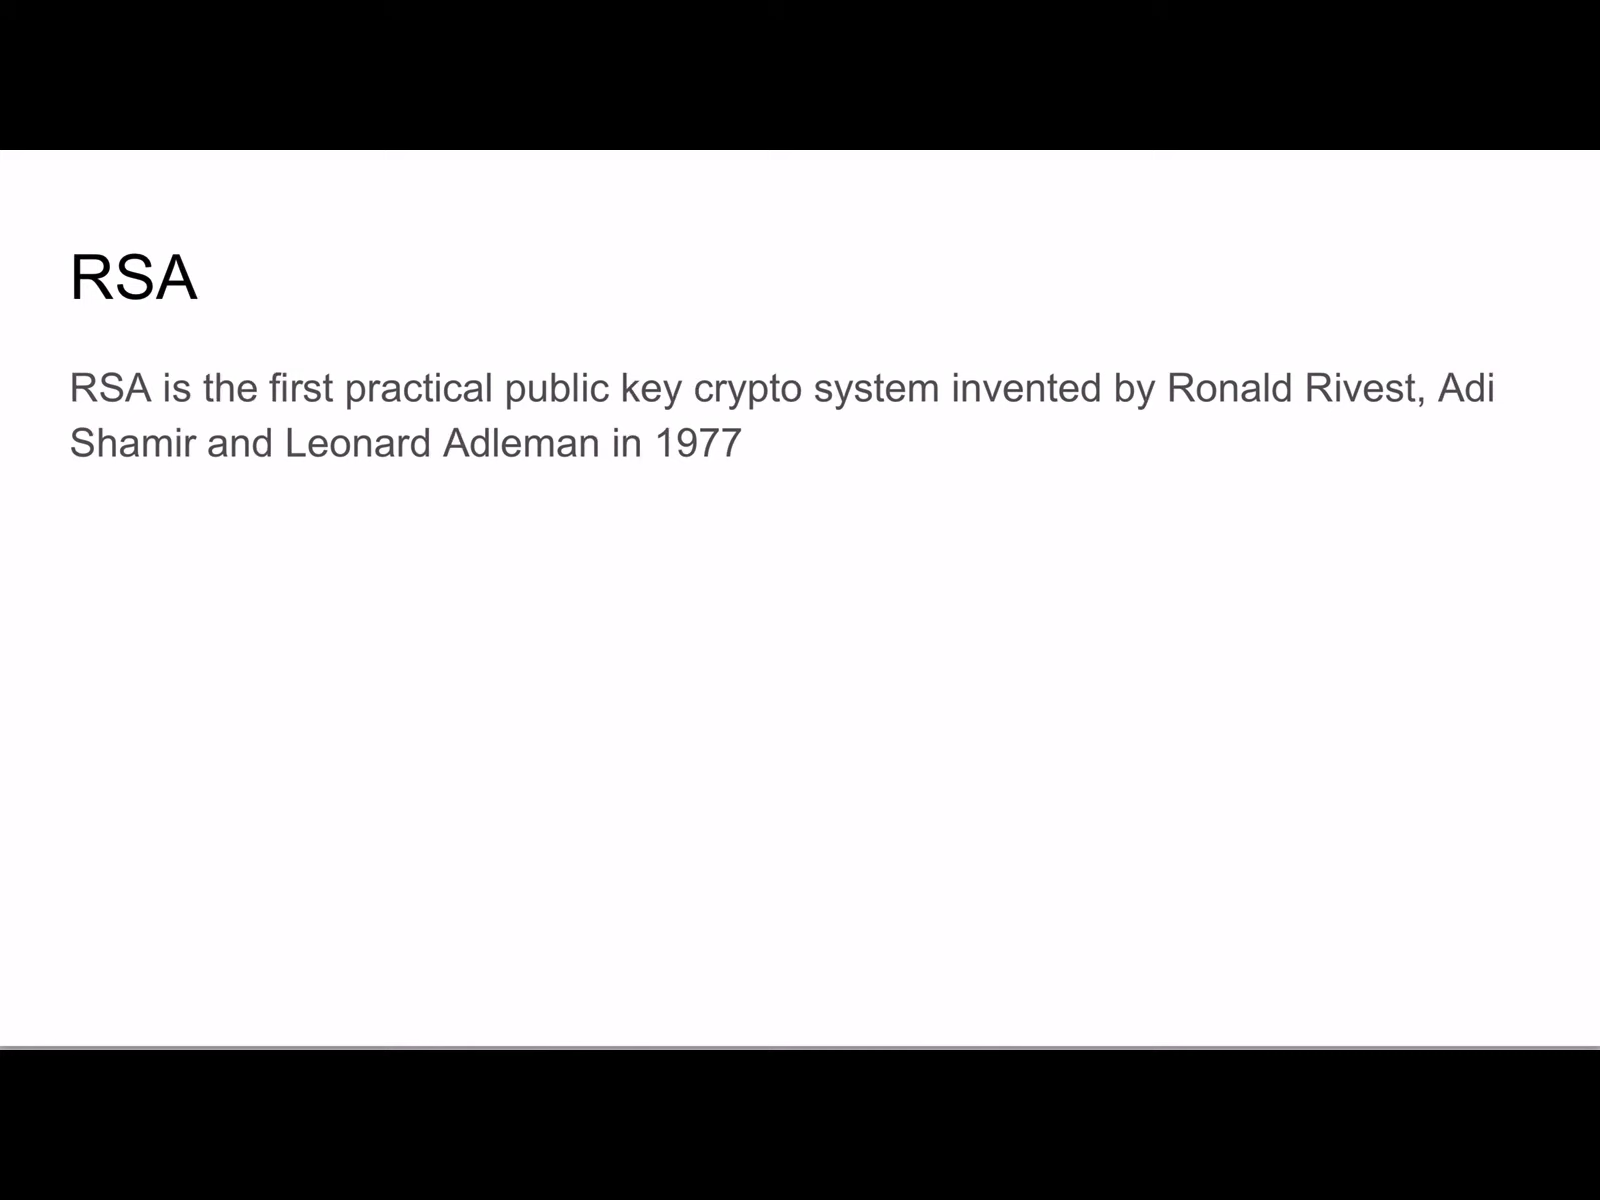 RSA
RSA is the first practical public key crypto system invented by Ronald Rivest, Adi
Shamir and Leonard Adleman in 1977